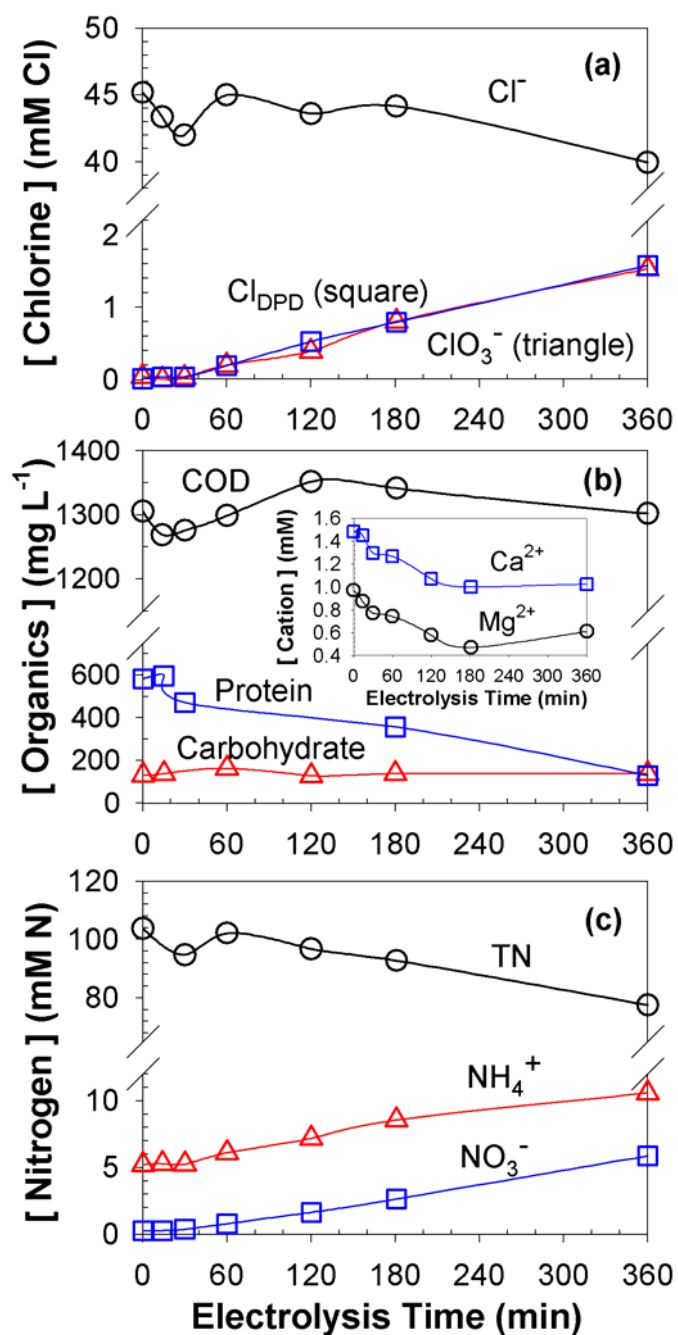 [ Chlorine ] (mM Cl)
50
45
40
2
1
0
(a)
Cl⁻
Cl_DPD (square)
ClO₃⁻ (triangle)
0 60 120 180 240 300 360
[ Organics ] (mg L⁻¹)
1400
1300
1200
600
400
200
0
(b)
COD
Protein
Carbohydrate
[ Cation ] (mM)
1.6
1.4
1.2
1.0
0.8
0.6
0.4
Ca²⁺
Mg²⁺
0 60 120 180 240 300 360
Electrolysis Time (min)
0 60 120 180 240 300 360
[ Nitrogen ] (mM N)
120
100
80
10
5
0
(c)
TN
NH₄⁺
NO₃⁻
0 60 120 180 240 300 360
Electrolysis Time (min)